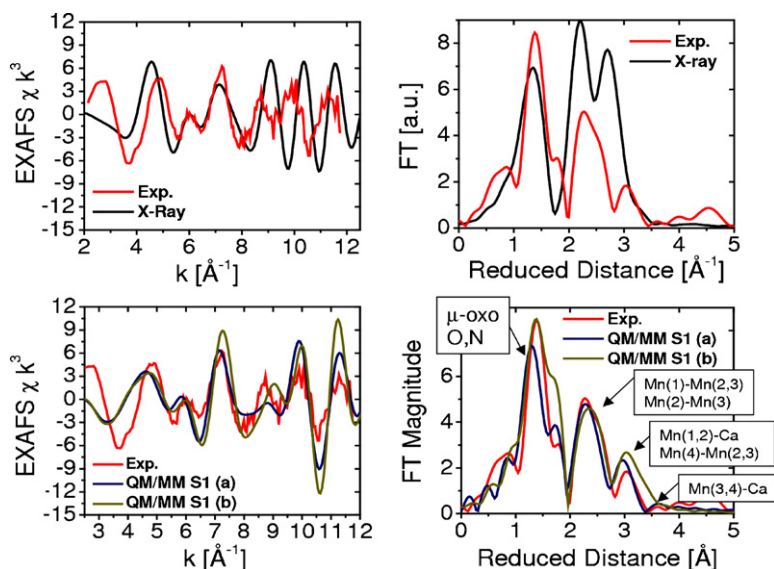 EXAFS χ k³
12
9
6
3
0
-3
-6
-9
-12
-15
Exp.
X-Ray
2 4 6 8 10 12
k [Å⁻¹]
FT [a.u.]
8
6
4
2
0
Exp.
X-ray
0 1 2 3 4 5
Reduced Distance [Å⁻¹]
EXAFS χ k³
12
9
6
3
0
-3
-6
-9
-12
-15
Exp.
QM/MM S1 (a)
QM/MM S1 (b)
3 4 5 6 7 8 9 10 11 12
k [Å⁻¹]
FT Magnitude
8
6
4
2
0
μ-oxo
O,N
Exp.
QM/MM S1 (a)
QM/MM S1 (b)
Mn(1)-Mn(2,3)
Mn(2)-Mn(3)
Mn(1,2)-Ca
Mn(4)-Mn(2,3)
Mn(3,4)-Ca
0 1 2 3 4 5
Reduced Distance [Å]